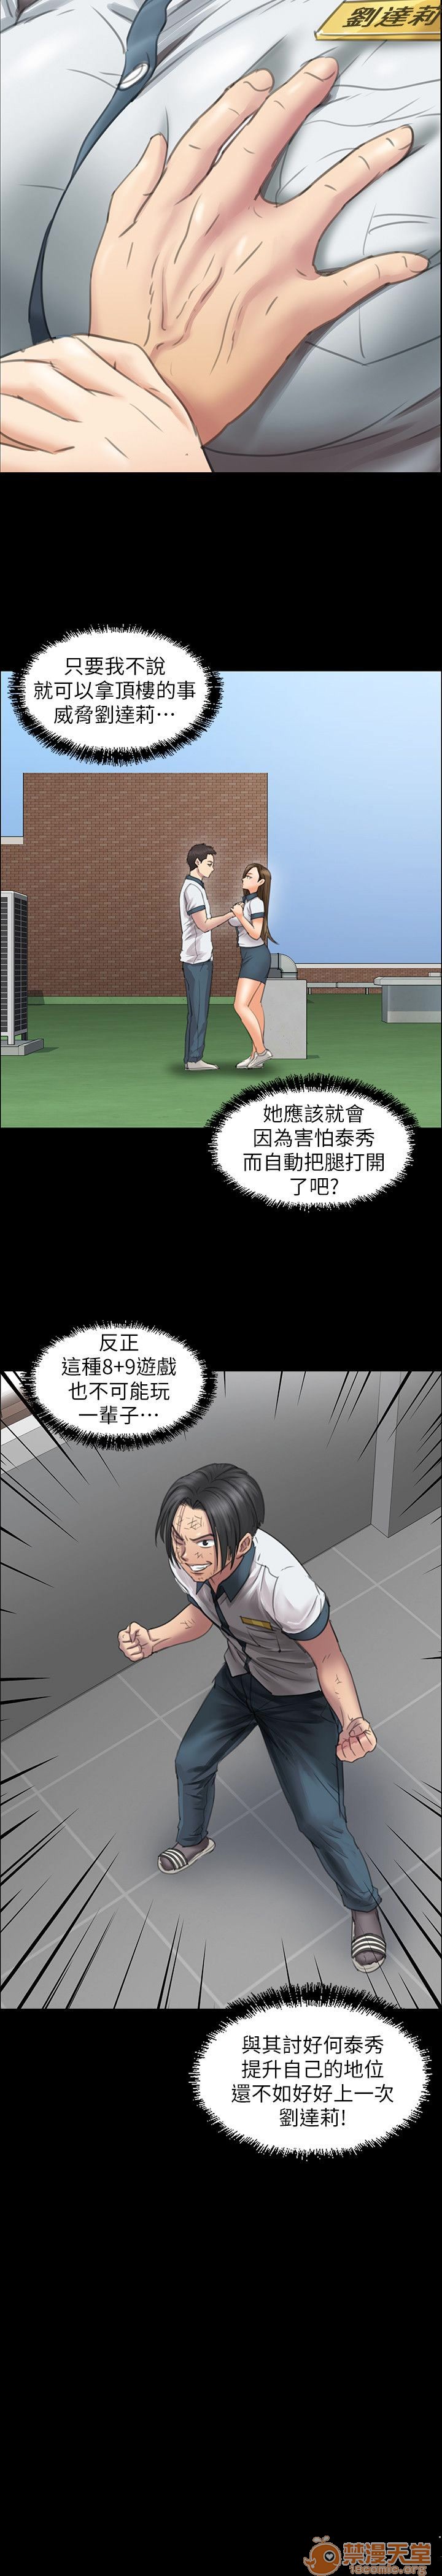 劉達莉
只要我不說
就可以拿頂樓的事
威脅劉達莉…
她應該就會
因為害怕泰秀
而自動把腿打開
了吧?
反正
這種8+9遊戲
也不可能玩
一輩子…
與其討好何泰秀
提升自己的地位
還不如好好上一次
劉達莉!
禁漫天堂
18comic.org